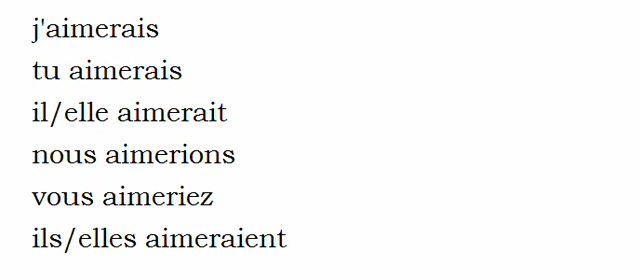 j'aimerais
tu aimerais
il/elle aimerait
nous aimerions
vous aimeriez
ils/elles aimeraient